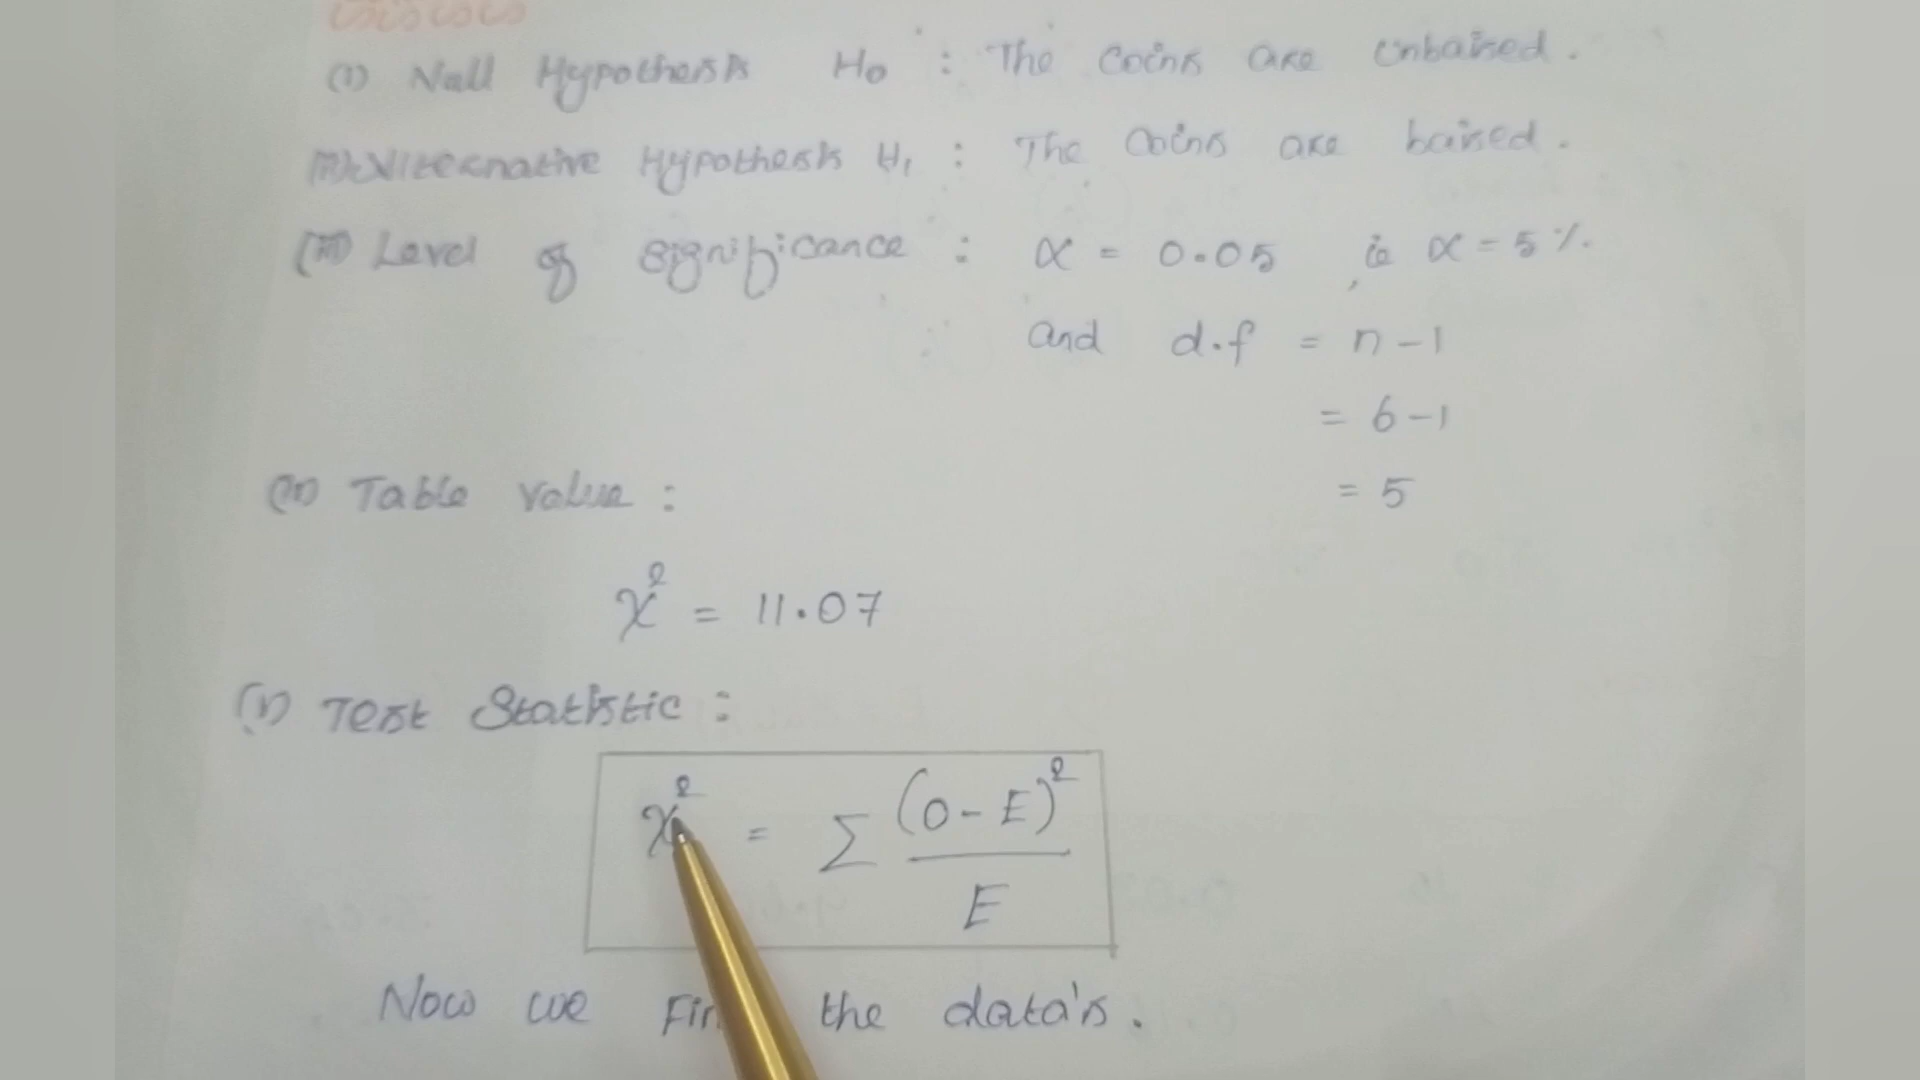 (i) Null Hypothesis H₀ : The Coins are unbaised.
(ii) Alternative Hypothesis H₁ : The Coins are baised.
(iii) Level of significance : α = 0.05, ie α = 5%.
and d.f = n-1
= 6-1
= 5
(iv) Table Value :
χ² = 11.07
(v) Test Statistic :
χ² = Σ (O-E)² / E
Now we the data's.